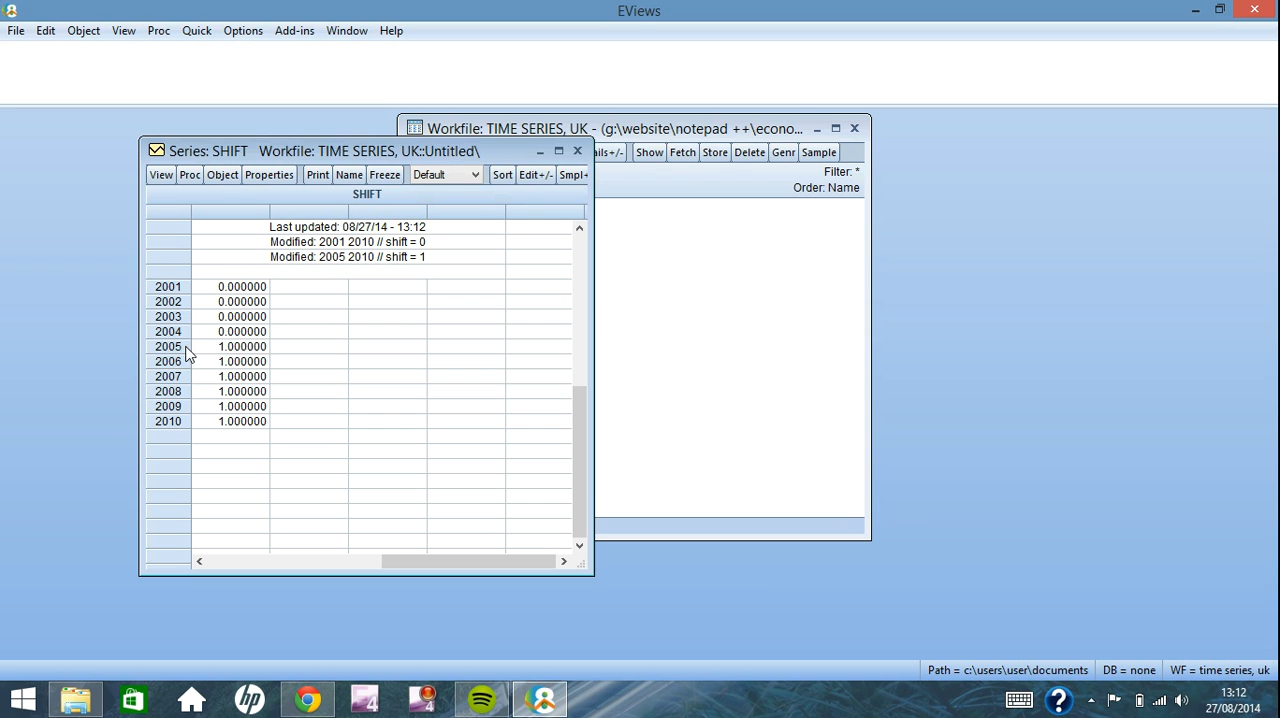 EViews
File Edit Object View Proc Quick Options Add-ins Window Help
Workfile: TIME SERIES, UK - (g:\website\notepad ++\econo...
Show Fetch Store Delete Genr Sample
Filter: *
Order: Name
Series: SHIFT Workfile: TIME SERIES, UK::Untitled\
View Proc Object Properties Print Name Freeze Default Sort Edit+/- Smpl+
SHIFT
Last updated: 08/27/14 - 13:12
Modified: 2001 2010 // shift = 0
Modified: 2005 2010 // shift = 1
2001 0.000000
2002 0.000000
2003 0.000000
2004 0.000000
2005 1.000000
2006 1.000000
2007 1.000000
2008 1.000000
2009 1.000000
2010 1.000000
Path = c:\users\user\documents DB = none WF = time series, uk
13:12
27/08/2014